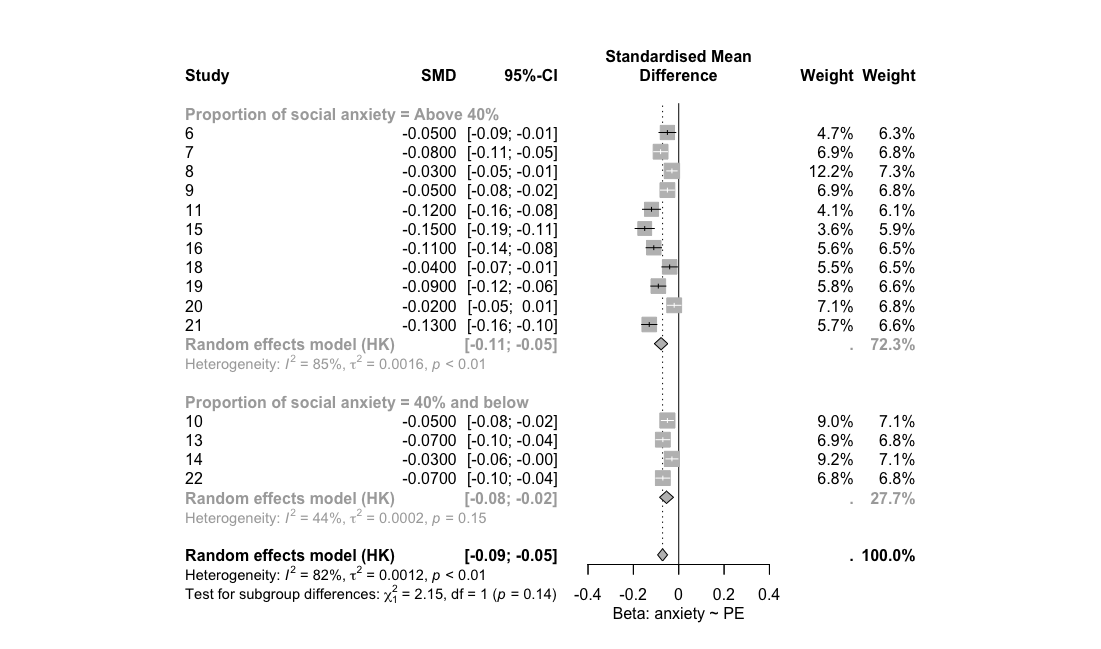 Standardised Mean
Study SMD 95%-CI Difference Weight Weight
Proportion of social anxiety = Above 40%
6 -0.0500 [-0.09; -0.01] 4.7% 6.3%
7 -0.0800 [-0.11; -0.05] 6.9% 6.8%
8 -0.0300 [-0.05; -0.01] 12.2% 7.3%
9 -0.0500 [-0.08; -0.02] 6.9% 6.8%
11 -0.1200 [-0.16; -0.08] 4.1% 6.1%
15 -0.1500 [-0.19; -0.11] 3.6% 5.9%
16 -0.1100 [-0.14; -0.08] 5.6% 6.5%
18 -0.0400 [-0.07; -0.01] 5.5% 6.5%
19 -0.0900 [-0.12; -0.06] 5.8% 6.6%
20 -0.0200 [-0.05; 0.01] 7.1% 6.8%
21 -0.1300 [-0.16; -0.10] 5.7% 6.6%
Random effects model (HK) [-0.11; -0.05] . 72.3%
Heterogeneity: I² = 85%, τ² = 0.0016, p < 0.01
Proportion of social anxiety = 40% and below
10 -0.0500 [-0.08; -0.02] 9.0% 7.1%
13 -0.0700 [-0.10; -0.04] 6.9% 6.8%
14 -0.0300 [-0.06; -0.00] 9.2% 7.1%
22 -0.0700 [-0.10; -0.04] 6.8% 6.8%
Random effects model (HK) [-0.08; -0.02] . 27.7%
Heterogeneity: I² = 44%, τ² = 0.0002, p = 0.15
Random effects model (HK) [-0.09; -0.05] . 100.0%
Heterogeneity: I² = 82%, τ² = 0.0012, p < 0.01
Test for subgroup differences: χ²₁ = 2.15, df = 1 (p = 0.14) -0.4 -0.2 0 0.2 0.4
Beta: anxiety ~ PE